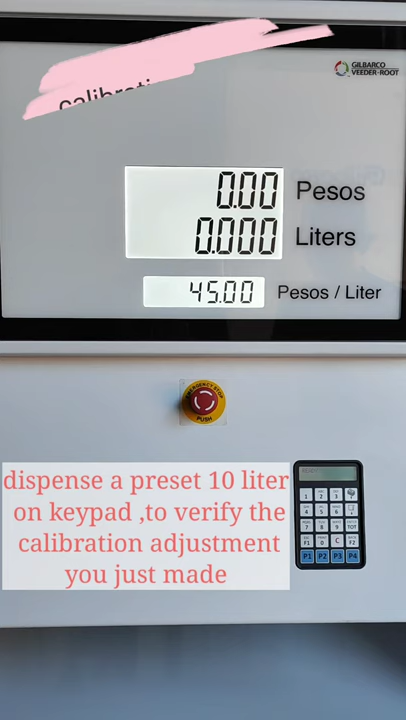 GILBARCO
VEEDER-ROOT
0.00 Pesos
0.000 Liters
45.00 Pesos / Liter
EMERGENCY STOP
PUSH
dispense a preset 10 liter
on keypad ,to verify the
calibration adjustment
you just made
1 2 3
4 5 6
7 8 9
F1 0 C F2
P1 P2 P3 P4